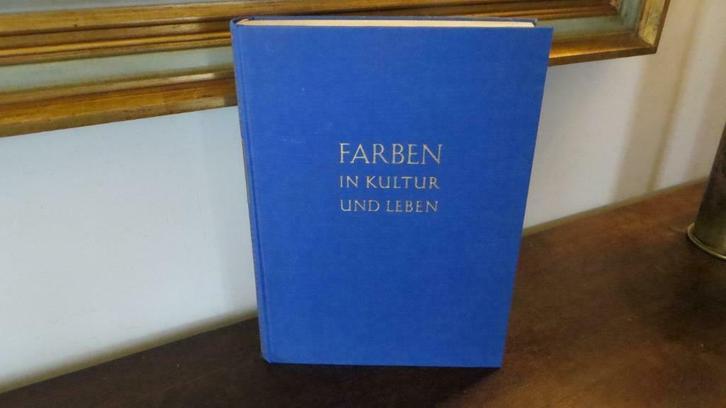 FARBEN
IN KULTUR
UND LEBEN